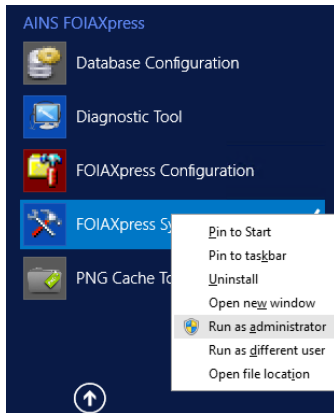 AINS FOIAXpress
Database Configuration
Diagnostic Tool
FOIAXpress Configuration
FOIAXpress Sy
PNG Cache To
Pin to Start
Pin to taskbar
Uninstall
Open new window
Run as administrator
Run as different user
Open file location